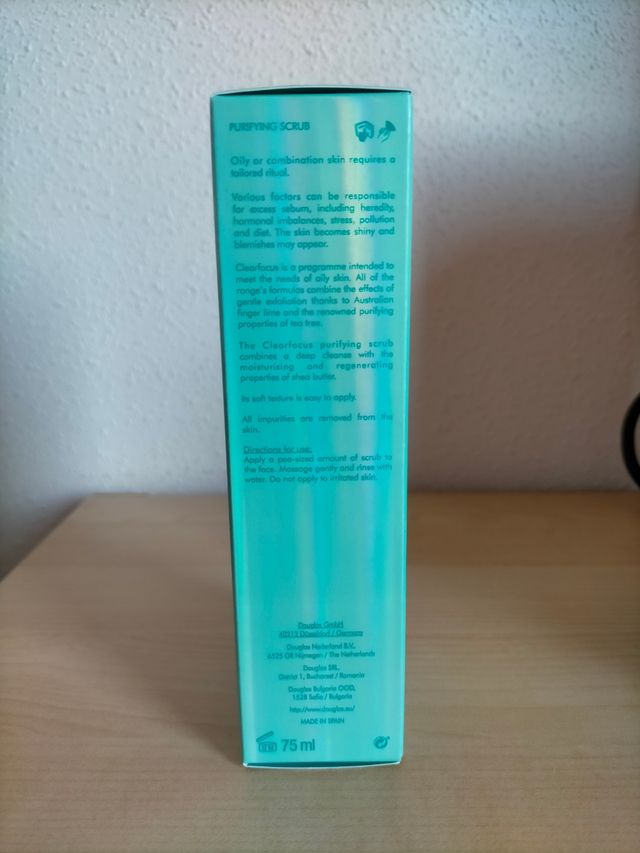 PURIFYING SCRUB
Oily or combination skin requires a
tailored ritual.
Various factors can be responsible
for excess sebum, including heredity,
hormonal imbalances, stress, pollution
and diet. The skin becomes shiny and
blemishes may appear.
Clearfocus is a programme intended to
meet the needs of oily skin. All of the
range's formulas combine the effects of
gentle exfoliation thanks to Australian
finger lime and the renowned purifying
properties of tea tree.
The Clearfocus purifying scrub
combines a deep cleanse with the
moisturising and regenerating
properties of shea butter.
Its soft texture is easy to apply.
All impurities are removed from the
skin.
Directions for use:
Apply a pea-sized amount of scrub to
the face. Massage gently and rinse with
water. Do not apply to irritated skin.
Douglas GmbH
40212 Düsseldorf / Germany
Douglas Nederland B.V.,
6525 GR Nijmegen / The Netherlands
Douglas SRL,
District 1, Bucharest / Romania
Douglas Bulgaria OOD,
1528 Sofia / Bulgaria
http://www.douglas.eu/
MADE IN SPAIN
75 ml